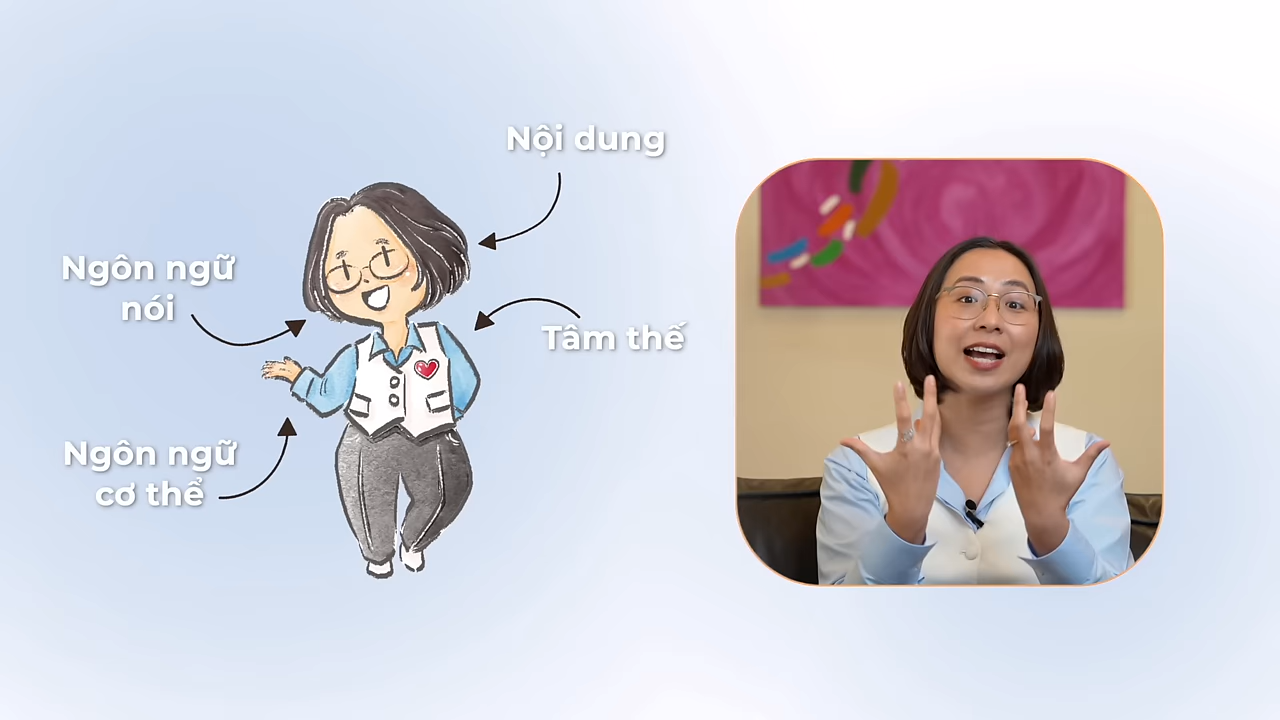 Nội dung
Ngôn ngữ
nói
Tâm thế
Ngôn ngữ
cơ thể